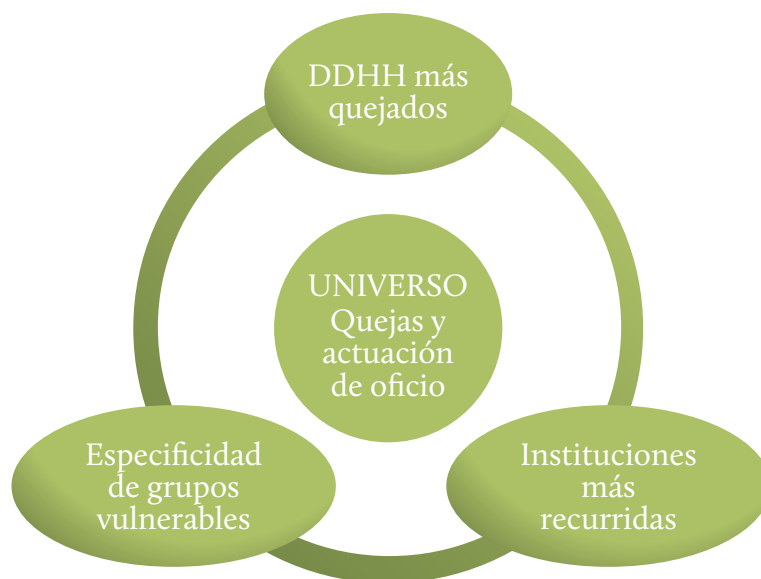 DDHH más
quejados
UNIVERSO
Quejas y
actuación
de oficio
Especificidad
de grupos
vulnerables
Instituciones
más
recurridas